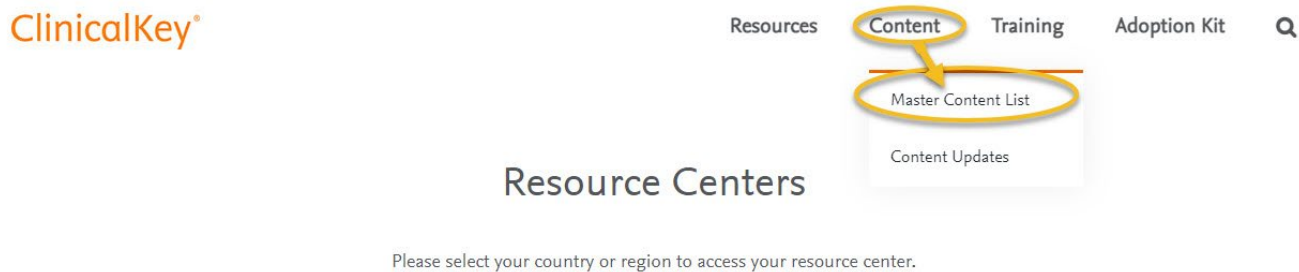 ClinicalKey®
Resources Content Training Adoption Kit
Master Content List
Content Updates
Resource Centers
Please select your country or region to access your resource center.